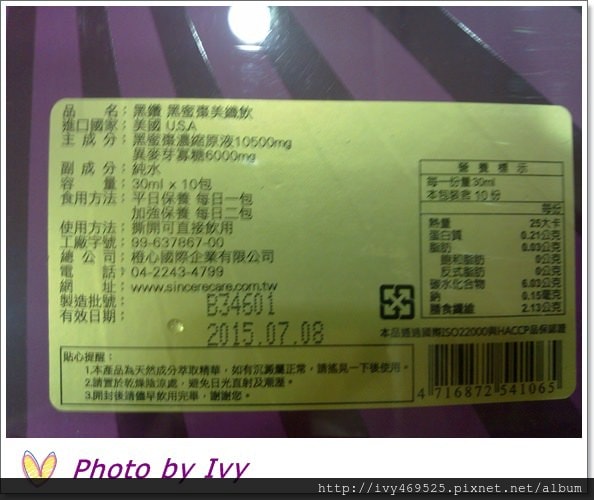 品　　名：黑鑽 黑蜜棗美纖飲
進口國家：美國 U.S.A
主 成 分：黑蜜棗濃縮原液10500mg
異麥芽寡糖6000mg
副 成 分：純水
容　　量：30ml × 10包
食用方法：平日保養 每日一包
加強保養 每日二包
使用方法：撕開可直接飲用
工廠字號：99-637867-00
總 公 司：橙心國際企業有限公司
電　　話：04-2243-4799
網　　址：www.sincerecare.com.tw
製造批號：B34601
有效日期：2015.07.08
營 養 標 示
每一份量30ml
本包裝含 10 份
每份
熱量 25大卡
蛋白質 0.21公克
脂肪 0.03公克
飽和脂肪 0公克
反式脂肪 0公克
碳水化合物 6.03公克
鈉 0.15毫克
膳食纖維 2.13公克
本品通過國際ISO22000與HACCP品保認證
貼心提醒：
1.本產品為天然成分萃取精華，如有沉澱屬正常，請搖晃一下後使用。
2.請置於乾燥陰涼處，避免日光直射及潮溼。
3.開封後請儘早飲用完畢，謝謝您。
4 716872 541065
Photo by Ivy
http://ivy469525.pixnet.net/album